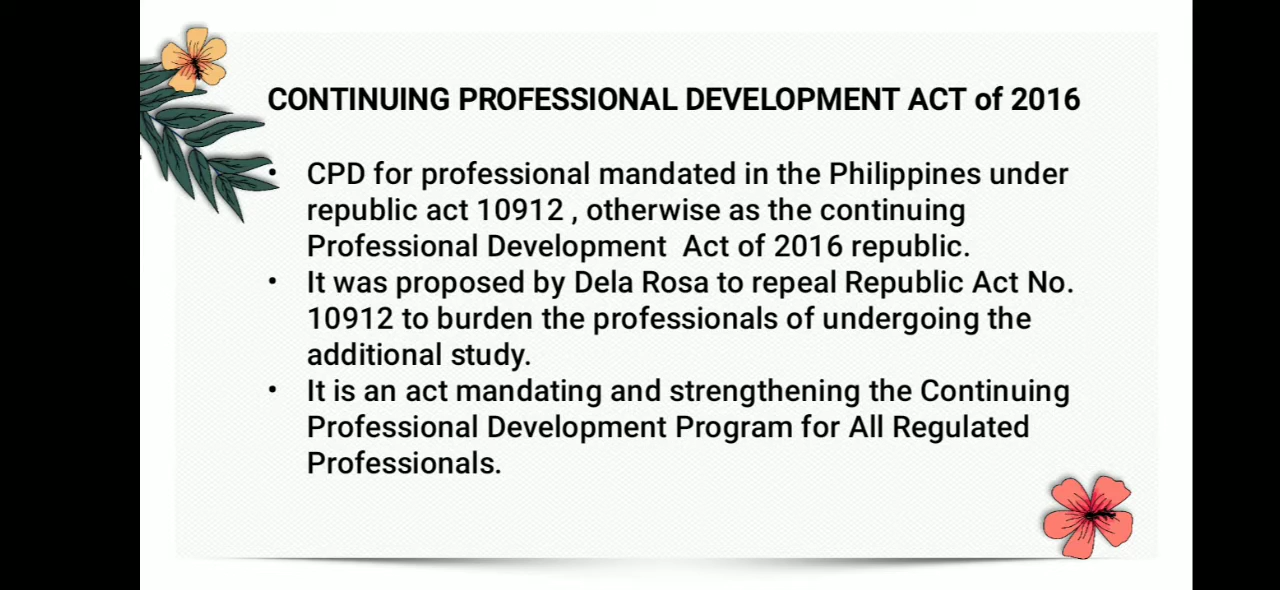 CONTINUING PROFESSIONAL DEVELOPMENT ACT of 2016
• CPD for professional mandated in the Philippines under
republic act 10912 , otherwise as the continuing
Professional Development  Act of 2016 republic.
• It was proposed by Dela Rosa to repeal Republic Act No.
10912 to burden the professionals of undergoing the
additional study.
• It is an act mandating and strengthening the Continuing
Professional Development Program for All Regulated
Professionals.